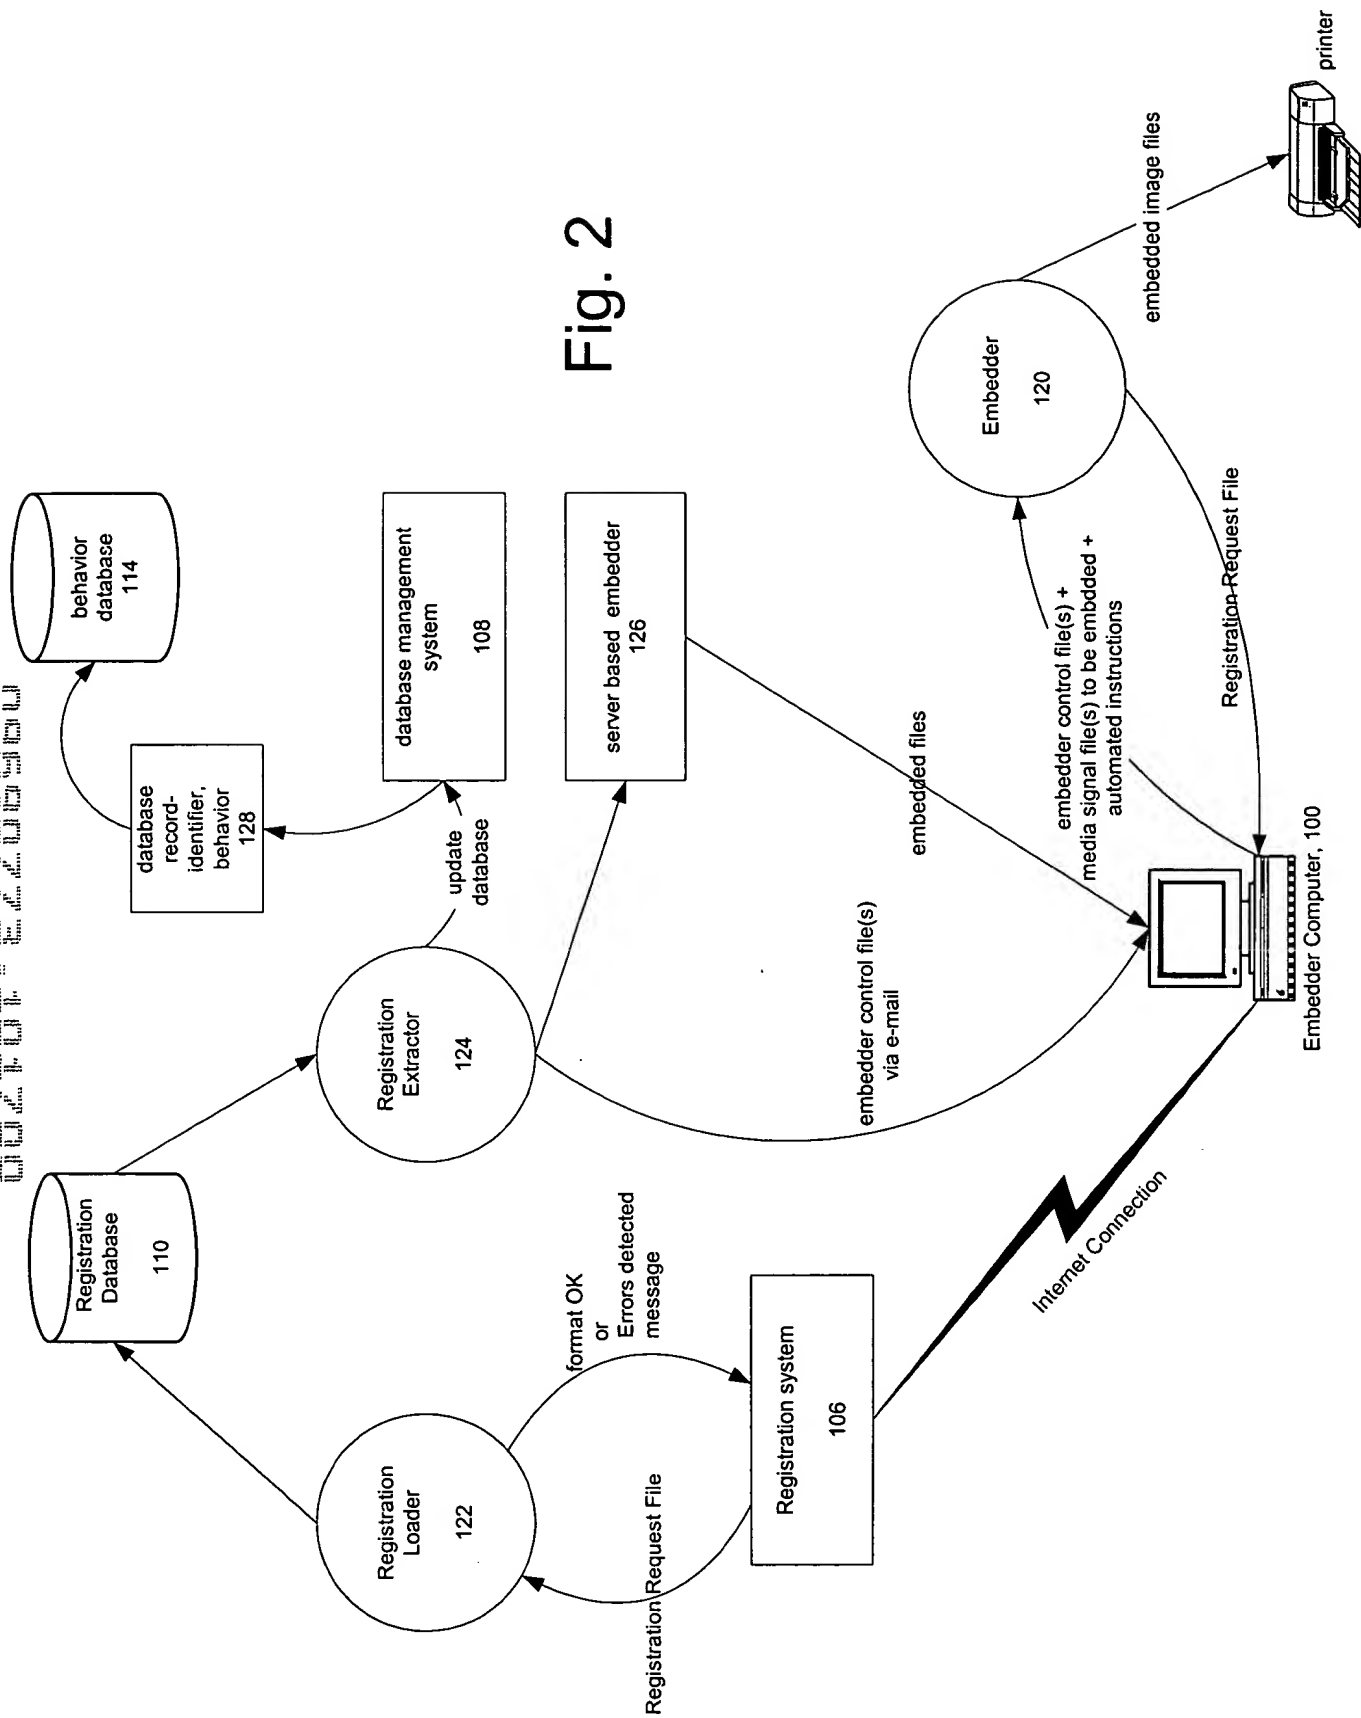 Registration
Database
110
behavior
database
114
database
record-
identifier,
behavior
128
Registration
Loader
122
Registration
Extractor
124
update
database
database management
system
108
format OK
or
Errors detected
message
Registration Request File
server based embedder
126
Fig. 2
Registration system
106
embedder control file(s)
via e-mail
embedded files
Embedder
120
Internet Connection
embedder control file(s) +
media signal file(s) to be embdded +
automated instructions
Registration Request File
embedded image files
Embedder Computer, 100
printer